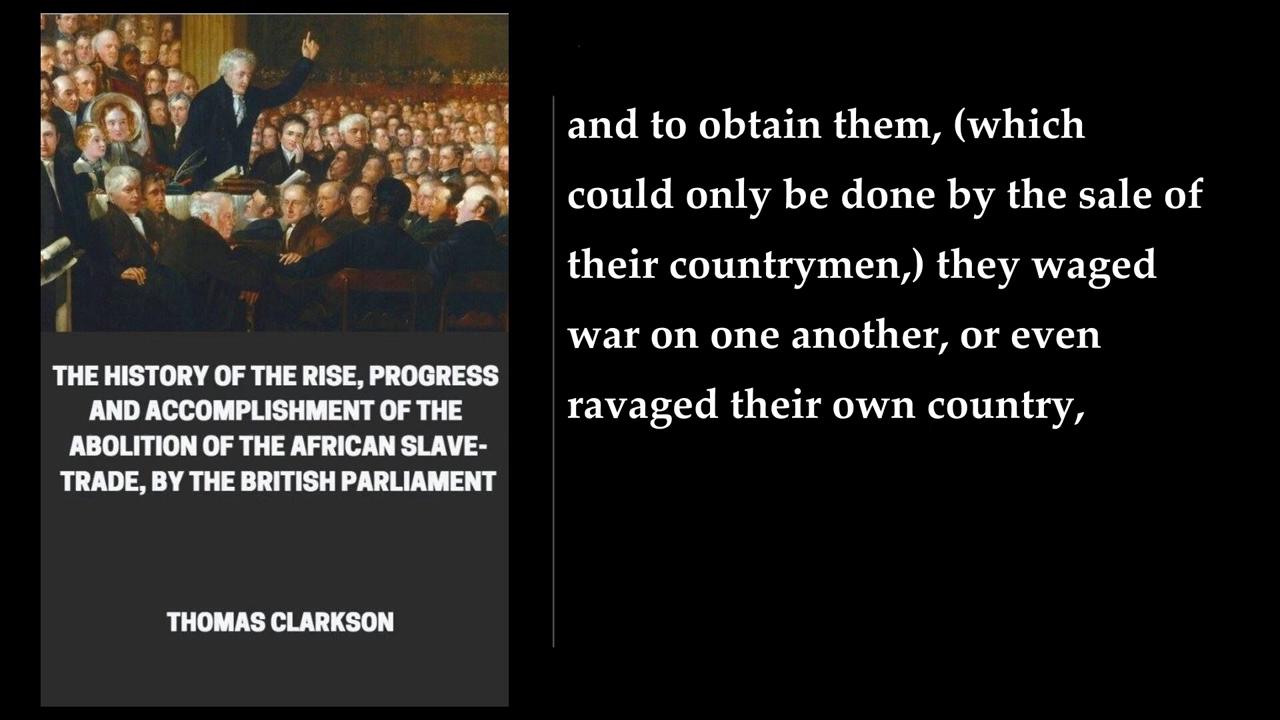 THE HISTORY OF THE RISE, PROGRESS
AND ACCOMPLISHMENT OF THE
ABOLITION OF THE AFRICAN SLAVE-
TRADE, BY THE BRITISH PARLIAMENT
THOMAS CLARKSON
and to obtain them, (which
could only be done by the sale of
their countrymen,) they waged
war on one another, or even
ravaged their own country,